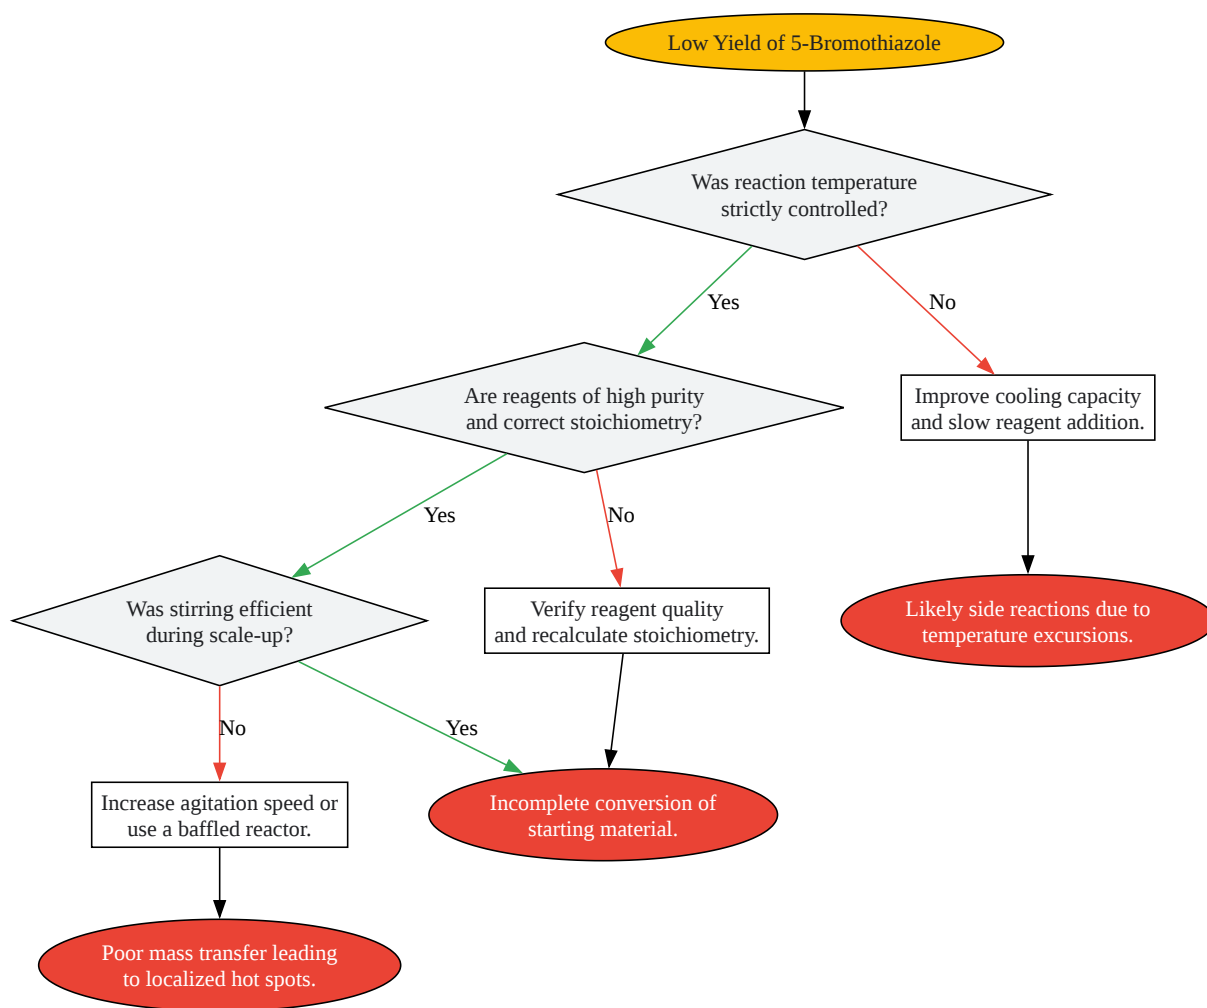 Low Yield of 5-Bromothiazole
Was reaction temperature
strictly controlled?
Yes
No
Are reagents of high purity
and correct stoichiometry?
Improve cooling capacity
and slow reagent addition.
Yes
No
Was stirring efficient
during scale-up?
Verify reagent quality
and recalculate stoichiometry.
Likely side reactions due to
temperature excursions.
No
Yes
Increase agitation speed or
use a baffled reactor.
Incomplete conversion of
starting material.
Poor mass transfer leading
to localized hot spots.